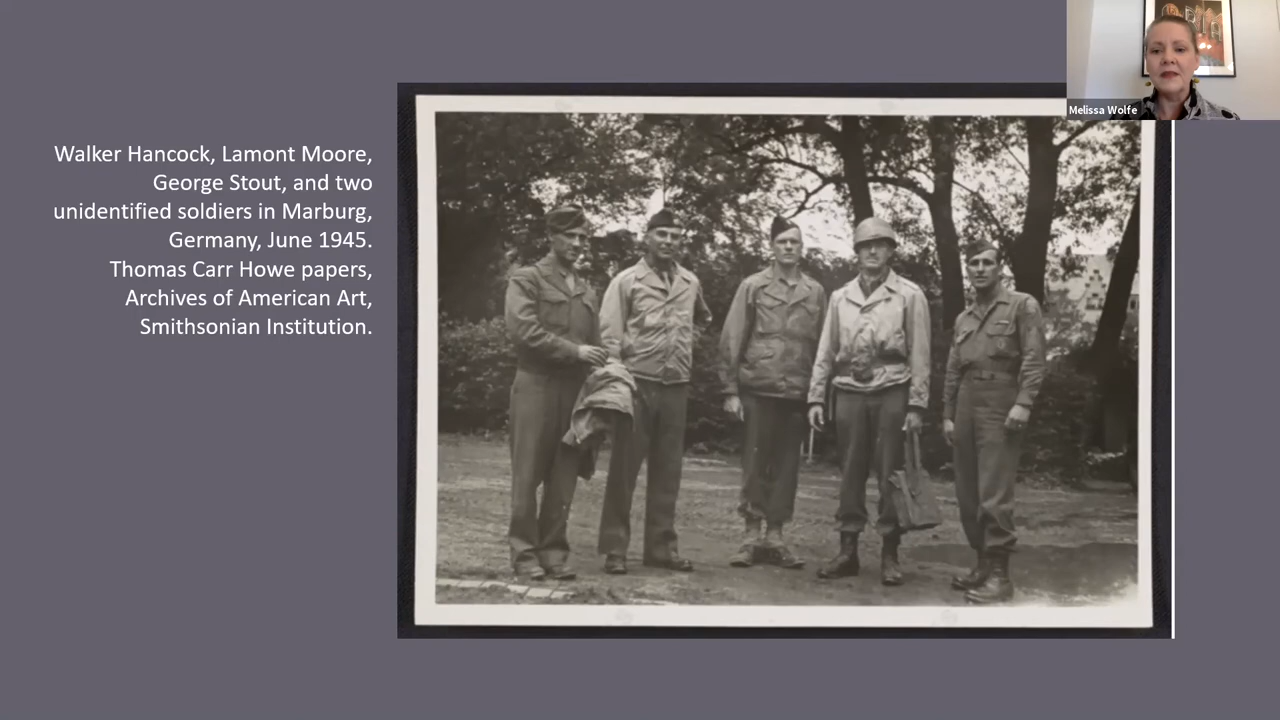 Melissa Wolfe
Walker Hancock, Lamont Moore,
George Stout, and two
unidentified soldiers in Marburg,
Germany, June 1945.
Thomas Carr Howe papers,
Archives of American Art,
Smithsonian Institution.